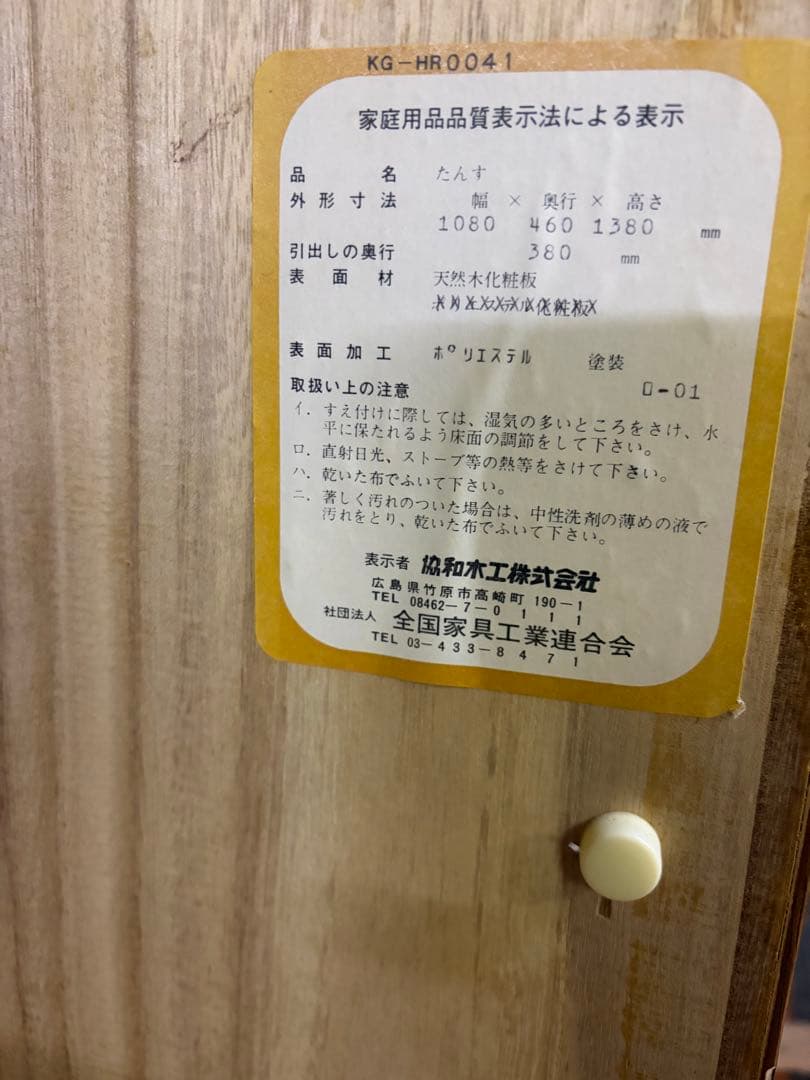 KG-HR0041
家庭用品品質表示法による表示
品名 たんす
外形寸法 幅 × 奥行 × 高さ
1080 460 1380 mm
引出しの奥行 380 mm
表面材 天然木化粧板
ポリエステル化粧板
表面加工 ポリエステル 塗装
取扱い上の注意 ロ-01
イ. すえ付けに際しては、湿気の多いところをさけ、水
平に保たれるよう床面の調節をして下さい。
ロ. 直射日光、ストーブ等の熱等をさけて下さい。
ハ. 乾いた布でふいて下さい。
ニ. 著しく汚れのついた場合は、中性洗剤の薄めの液で
汚れをとり、乾いた布でふいて下さい。
表示者 協和木工株式会社
広島県竹原市高崎町 190-1
TEL 08462-7-0111
社団法人 全国家具工業連合会
TEL 03-433-8471